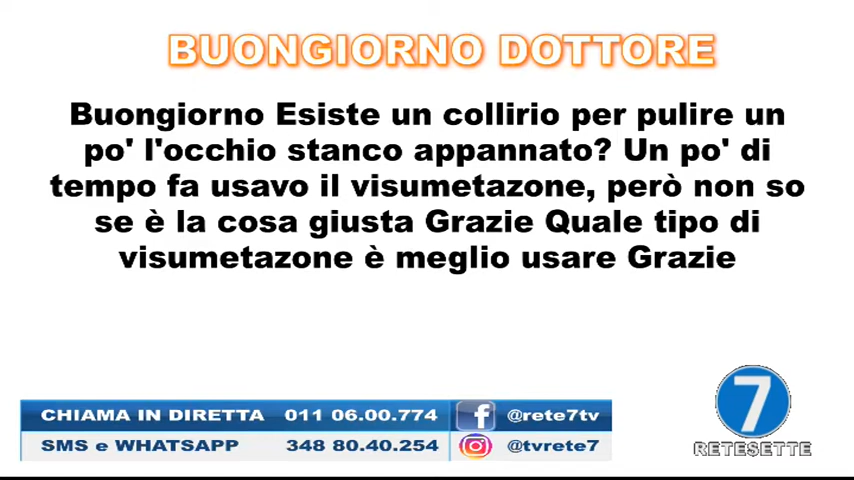 BUONGIORNO DOTTORE
Buongiorno Esiste un collirio per pulire un
po' l'occhio stanco appannato? Un po' di
tempo fa usavo il visumetazone, però non so
se è la cosa giusta Grazie Quale tipo di
visumetazone è meglio usare Grazie
CHIAMA IN DIRETTA 011 06.00.774 f @rete7tv
SMS e WHATSAPP 348 80.40.254 @tvrete7
7
RETESETTE